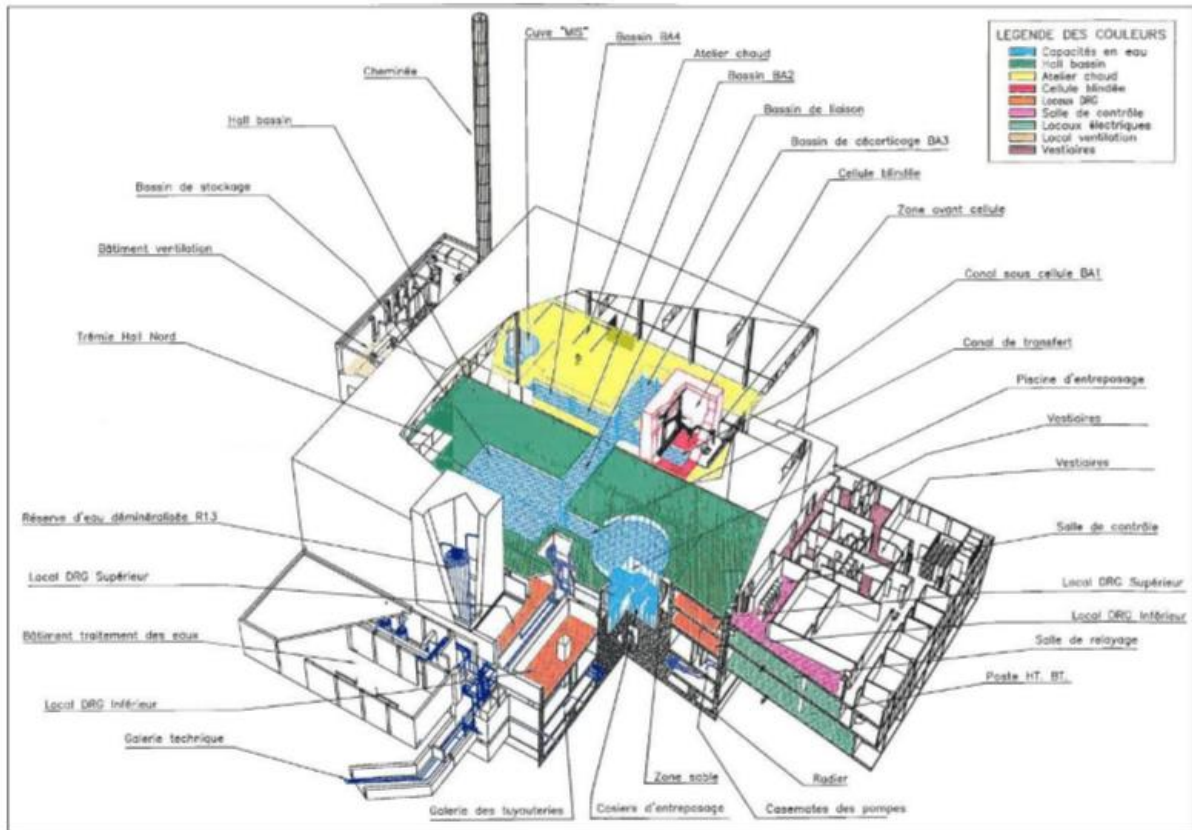 Cuve "MIS"
Bassin BA4
Atelier chaud
Bassin BA2
Bassin de liaison
Bassin de décorticage BA3
Cellule blindée
Zone avant cellule
Canal sous cellule BA1
Canal de transfert
Piscine d'entreposage
Vestiaires
Vestiaires
Salle de contrôle
Local DRG Supérieur
Local DRG Inférieur
Salle de relayage
Poste HT. BT.
Radier
Casemates des pompes
Zone sable
Casiers d'entreposage
Galerie des tuyauteries
Cheminée
Hall bassin
Bassin de stockage
Bâtiment ventilation
Trémie Hall Nord
Réserve d'eau déminéralisée R13
Local DRG Supérieur
Bâtiment traitement des eaux
Local DRG Inférieur
Galerie technique
LEGENDE DES COULEURS
Capacités en eau
Hall bassin
Atelier chaud
Cellule blindée
Locaux DRG
Salle de contrôle
Locaux électriques
Local ventilation
Vestiaires